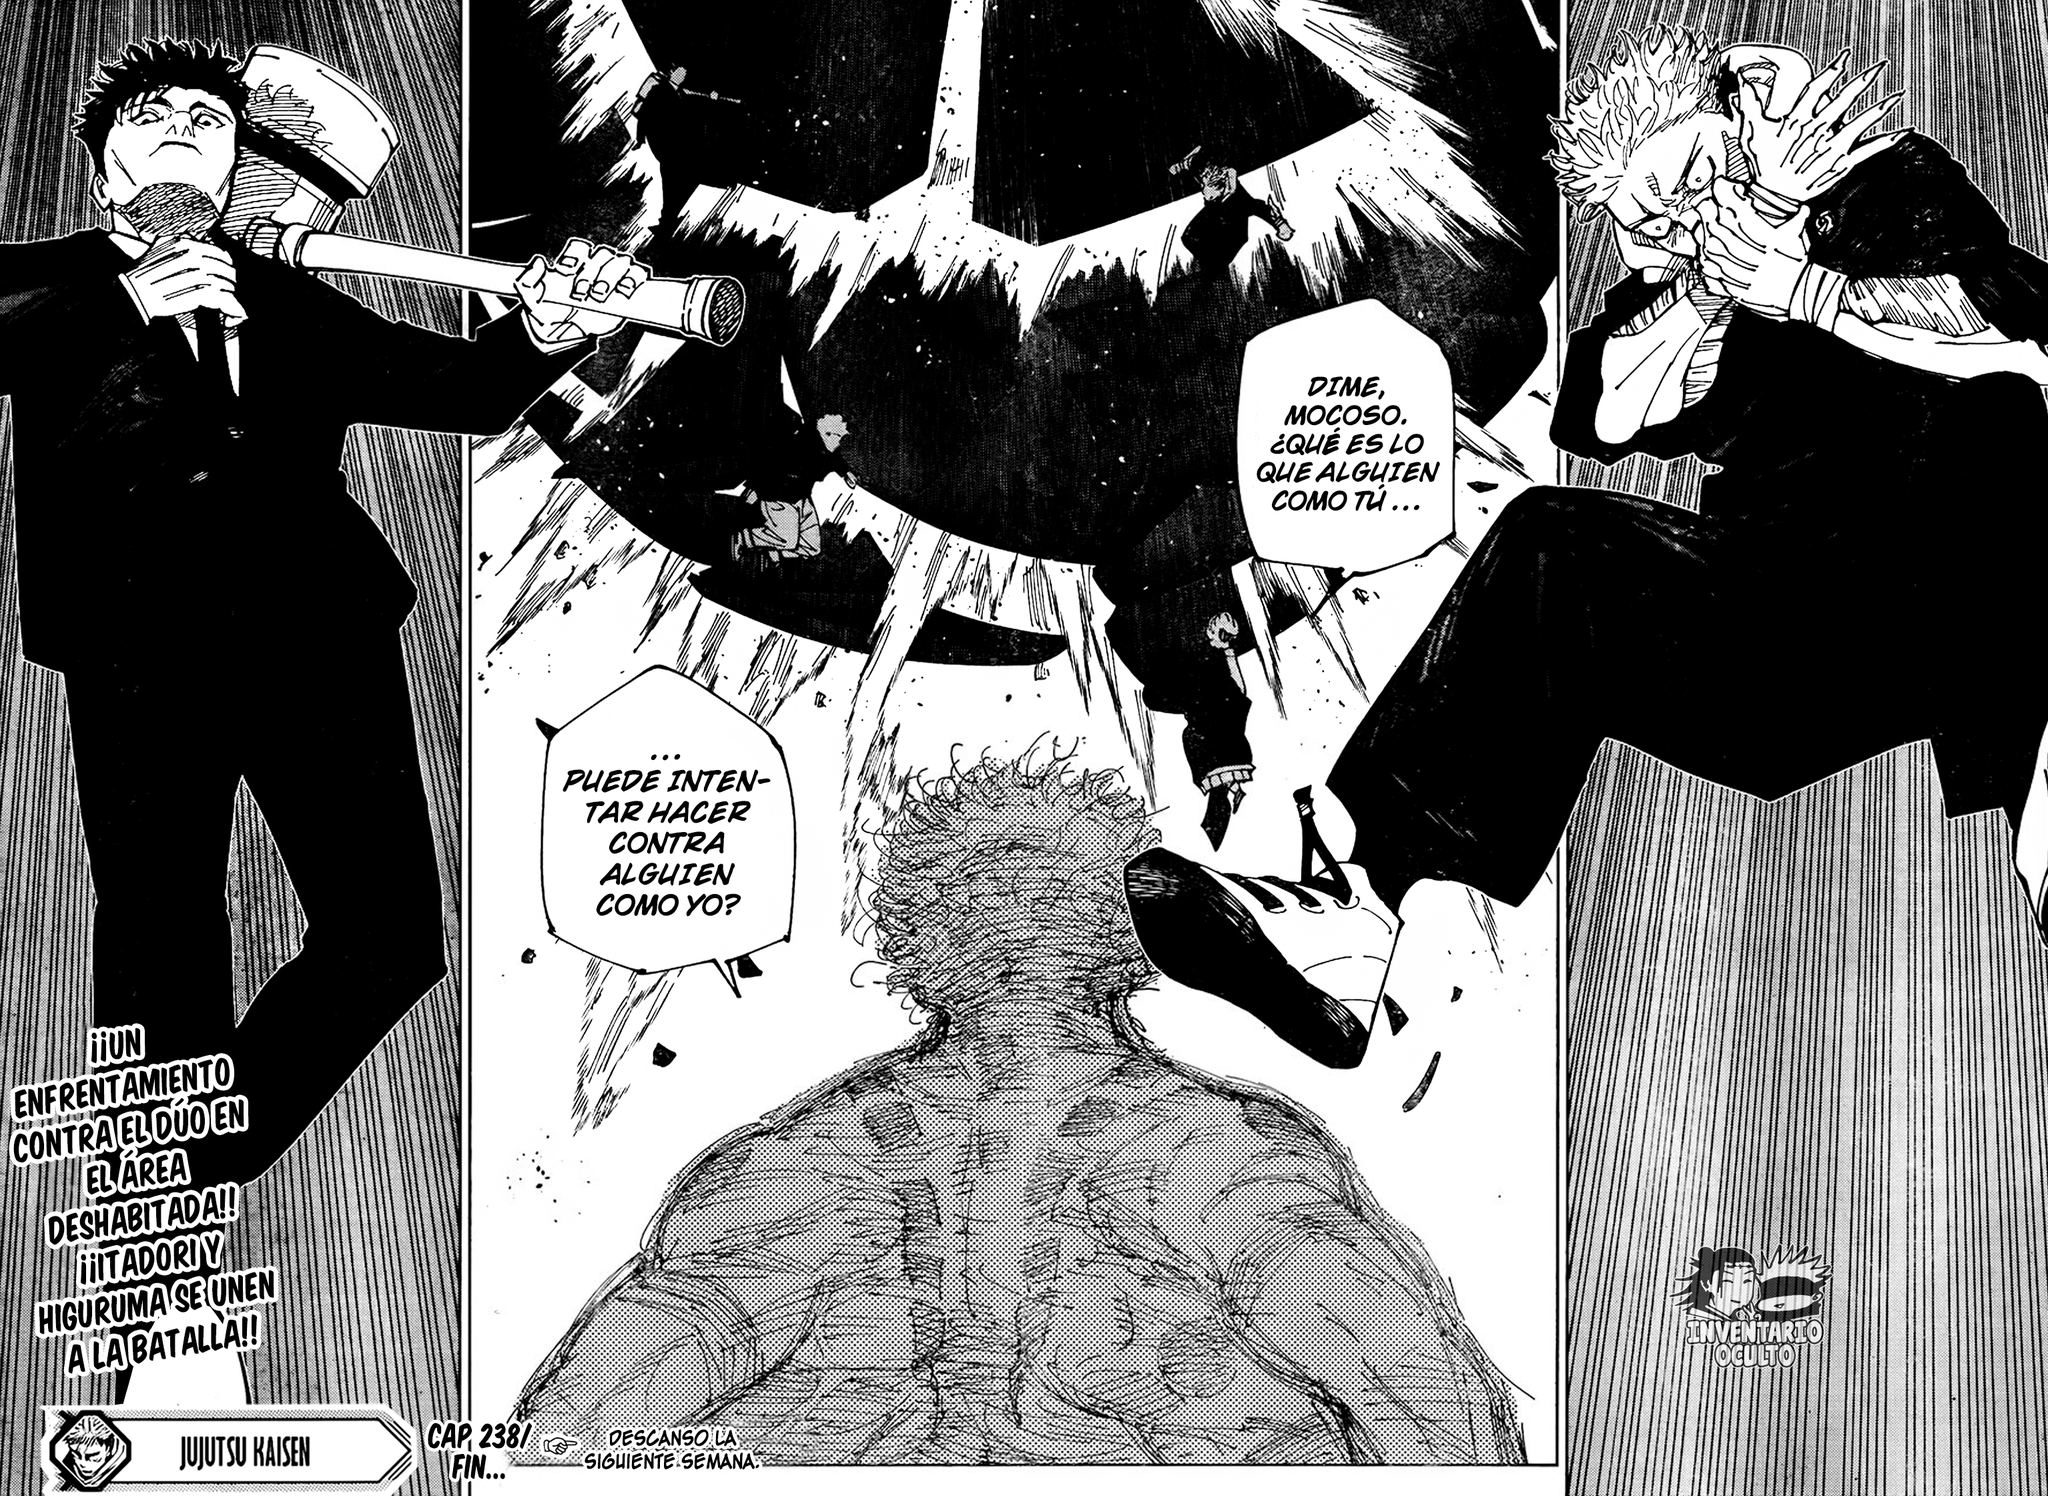 DIME,
MOCOSO.
¿QUÉ ES LO
QUE ALGUIEN
COMO TÚ ...
...
PUEDE INTEN-
TAR HACER
CONTRA
ALGUIEN
COMO YO?
¡¡UN
ENFRENTAMIENTO
CONTRA EL DÚO EN
EL ÁREA
DESHABITADA!!
¡¡ITADORI Y
HIGURUMA SE UNEN
A LA BATALLA!!
JUJUTSU KAISEN
CAP. 238/
FIN...
DESCANSO LA
SIGUIENTE SEMANA.
INVENTARIO
OCULTO